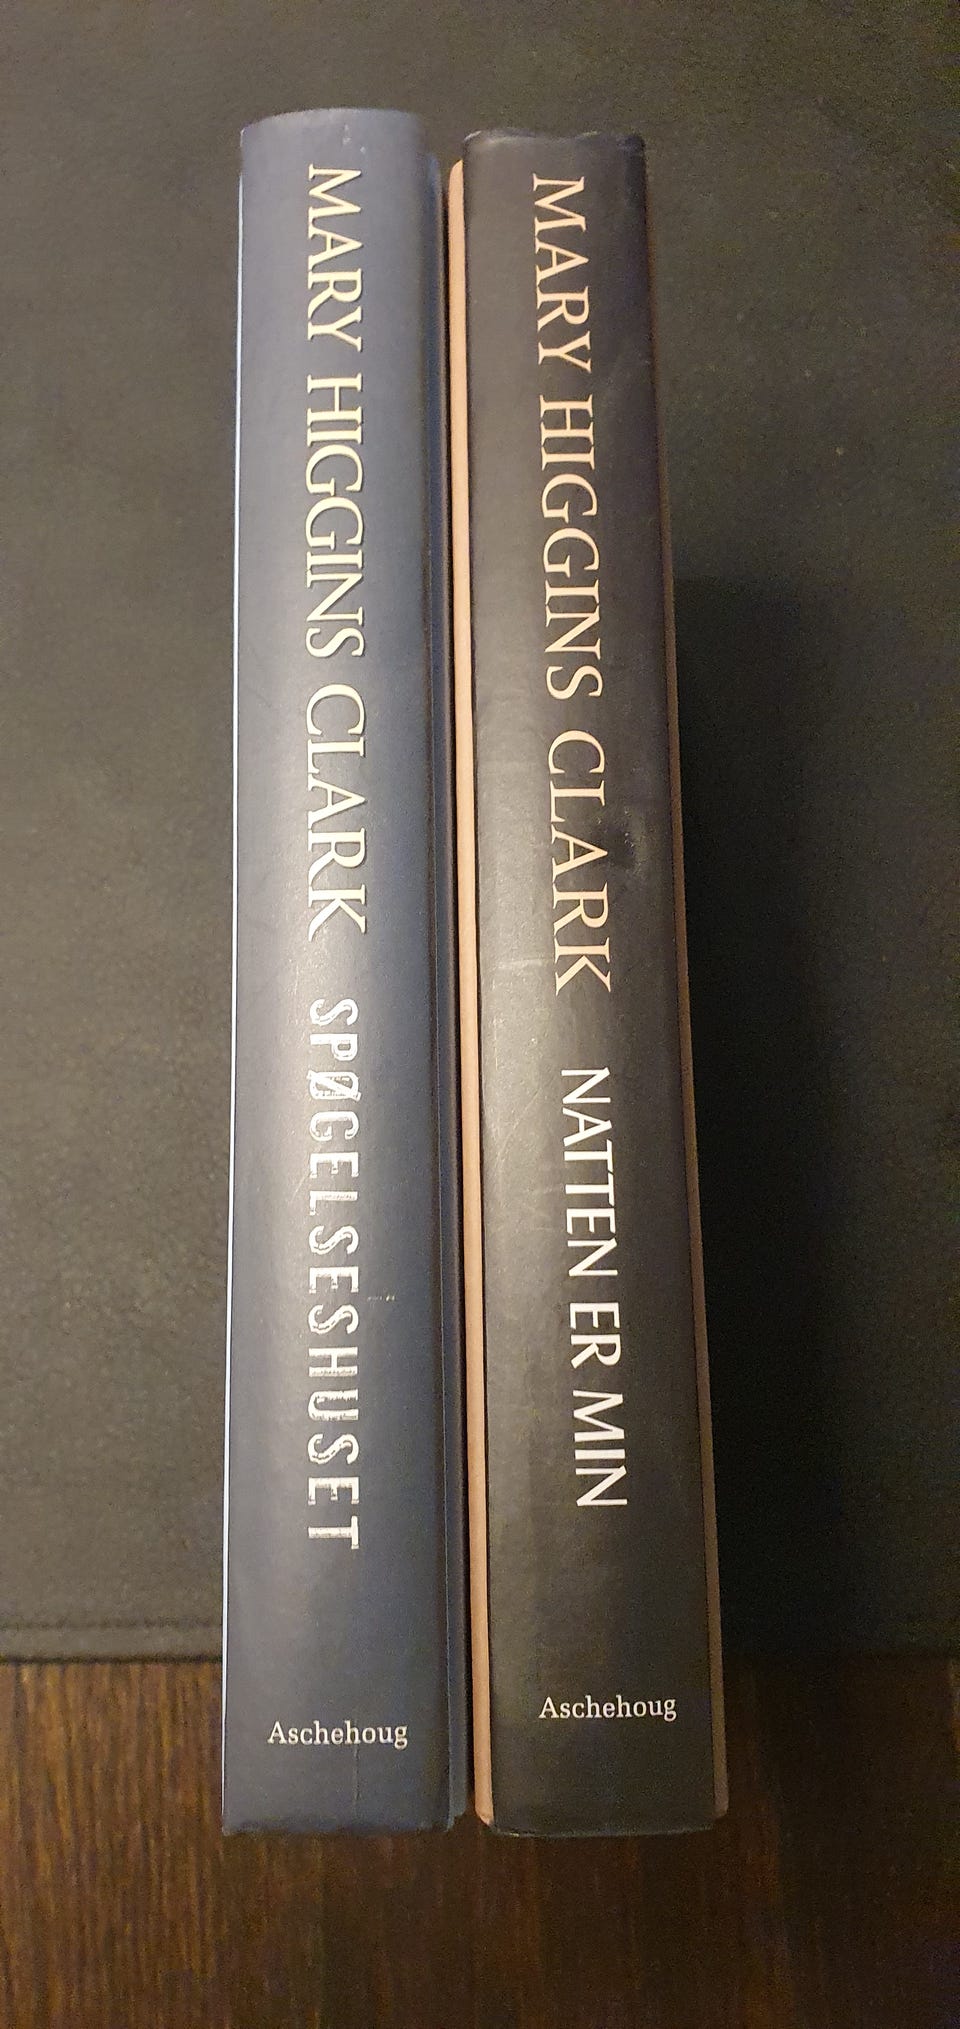 MARY HIGGINS CLARK SPØGELSESHUSET
Aschehoug
MARY HIGGINS CLARK NATTEN ER MIN
Aschehoug